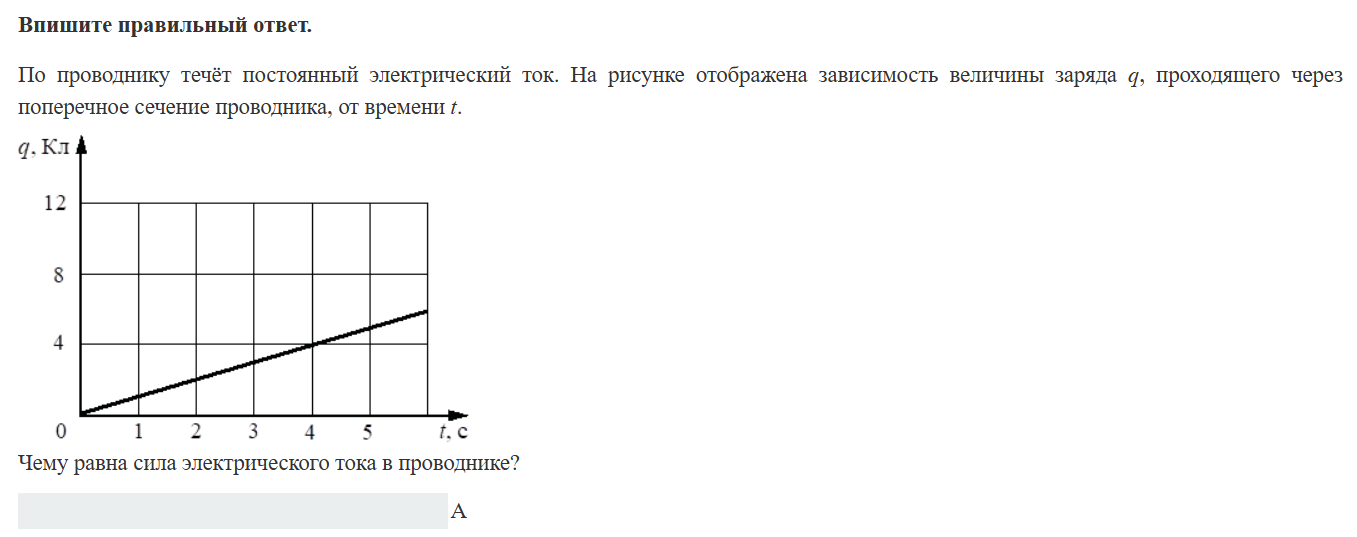 Впишите правильный ответ.
По проводнику течёт постоянный электрический ток. На рисунке отображена зависимость величины заряда q, проходящего через
поперечное сечение проводника, от времени t.
q, Кл
12
8
4
0 1 2 3 4 5 t, с
Чему равна сила электрического тока в проводнике?
А